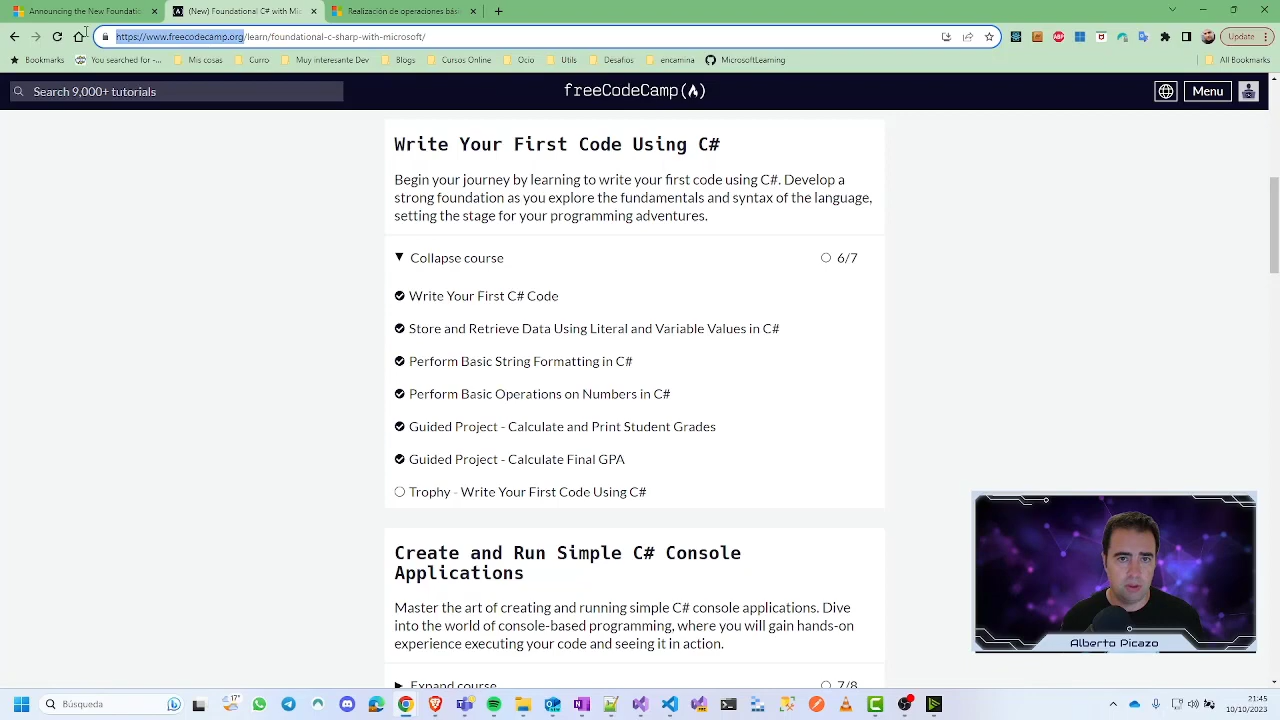 Announcing the New Foundatio
(New) Foundational C# with Mic
Realización de operaciones bási
https://www.freecodecamp.org/learn/foundational-c-sharp-with-microsoft/
Update
Bookmarks
You searched for -...
Mis cosas
Curro
Muy interesante Dev
Blogs
Cursos Online
Ocio
Utils
Desafios
encamina
MicrosoftLearning
All Bookmarks
Search 9,000+ tutorials
freeCodeCamp
Menu
Write Your First Code Using C#
Begin your journey by learning to write your first code using C#. Develop a
strong foundation as you explore the fundamentals and syntax of the language,
setting the stage for your programming adventures.
Collapse course
6/7
Write Your First C# Code
Store and Retrieve Data Using Literal and Variable Values in C#
Perform Basic String Formatting in C#
Perform Basic Operations on Numbers in C#
Guided Project - Calculate and Print Student Grades
Guided Project - Calculate Final GPA
Trophy - Write Your First Code Using C#
Create and Run Simple C# Console
Applications
Master the art of creating and running simple C# console applications. Dive
into the world of console-based programming, where you will gain hands-on
experience executing your code and seeing it in action.
Expand course
7/8
Alberto Picazo
Búsqueda
17°
21:45
10/10/2023